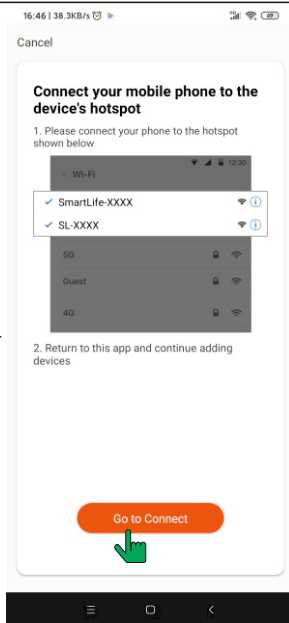 16:46 | 38.3KB/s
Cancel
Connect your mobile phone to the
device's hotspot
1. Please connect your phone to the hotspot
shown below
12:30
Wi-Fi
SmartLife-XXXX
SL-XXXX
5G
Guest
4G
2. Return to this app and continue adding
devices
Go to Connect